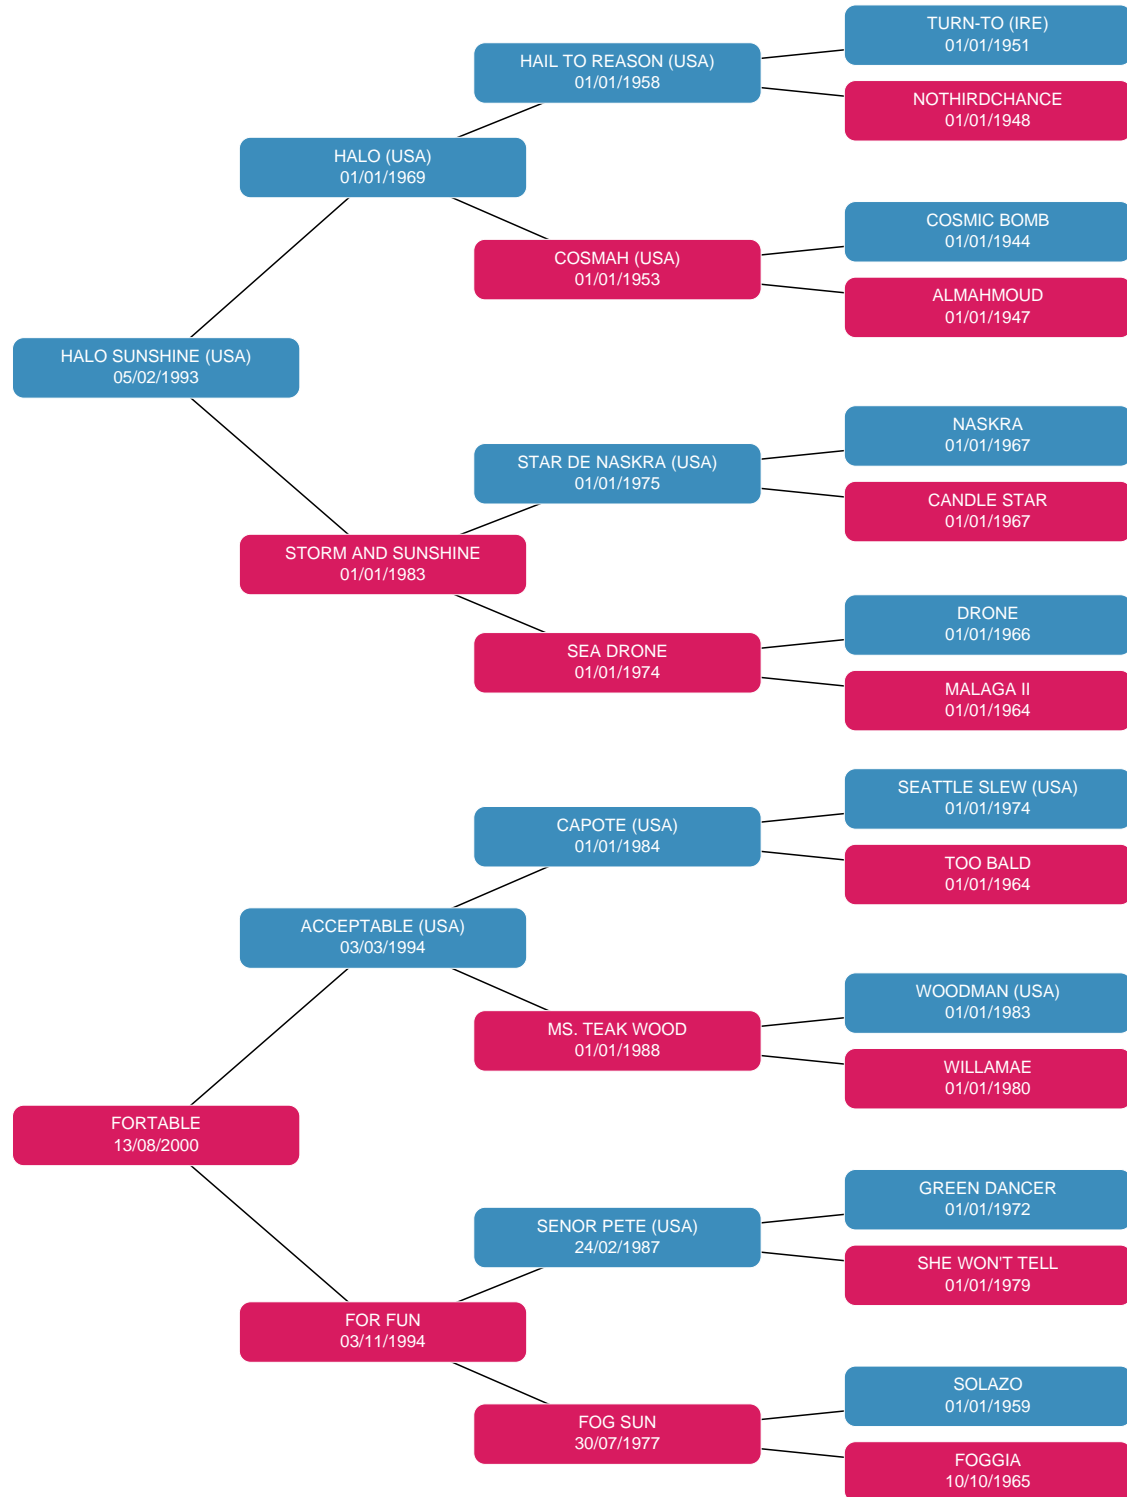 TURN-TO (IRE)
01/01/1951
HAIL TO REASON (USA)
01/01/1958
NOTHIRDCHANCE
01/01/1948
HALO (USA)
01/01/1969
COSMIC BOMB
01/01/1944
COSMAH (USA)
01/01/1953
ALMAHMOUD
01/01/1947
HALO SUNSHINE (USA)
05/02/1993
NASKRA
01/01/1967
STAR DE NASKRA (USA)
01/01/1975
CANDLE STAR
01/01/1967
STORM AND SUNSHINE
01/01/1983
DRONE
01/01/1966
SEA DRONE
01/01/1974
MALAGA II
01/01/1964
SEATTLE SLEW (USA)
01/01/1974
CAPOTE (USA)
01/01/1984
TOO BALD
01/01/1964
ACCEPTABLE (USA)
03/03/1994
WOODMAN (USA)
01/01/1983
MS. TEAK WOOD
01/01/1988
WILLAMAE
01/01/1980
FORTABLE
13/08/2000
GREEN DANCER
01/01/1972
SENOR PETE (USA)
24/02/1987
SHE WON'T TELL
01/01/1979
FOR FUN
03/11/1994
SOLAZO
01/01/1959
FOG SUN
30/07/1977
FOGGIA
10/10/1965